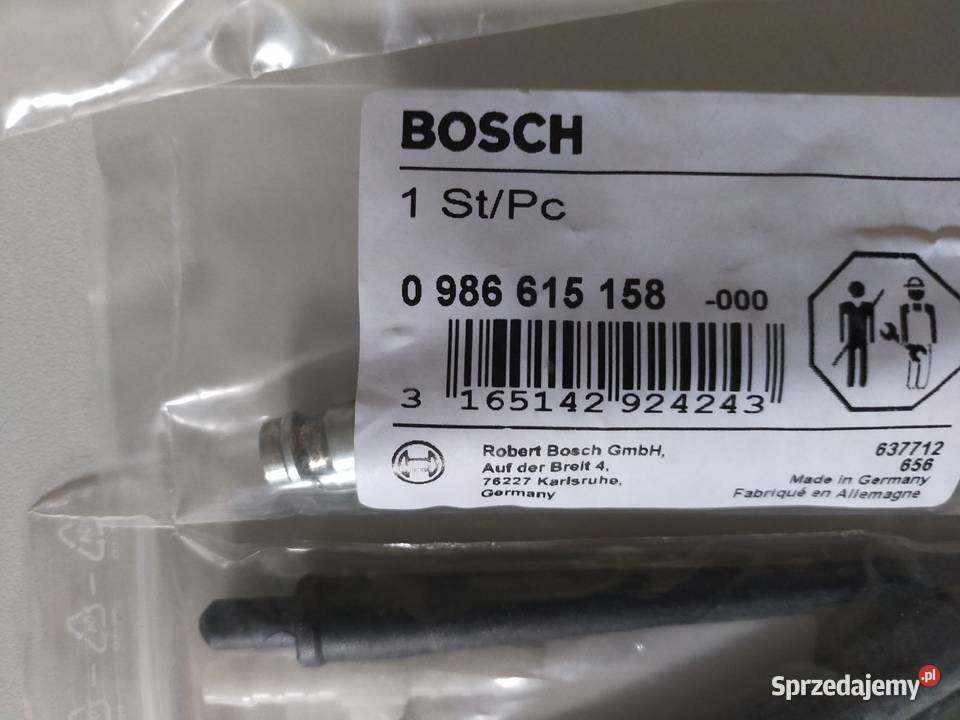 BOSCH
1 St/Pc
0 986 615 158 -000
3 165142 924243
Robert Bosch GmbH,
Auf der Breit 4,
76227 Karlsruhe,
Germany
637712
656
Made in Germany
Fabriqué en Allemagne
Sprzedajemy.pl